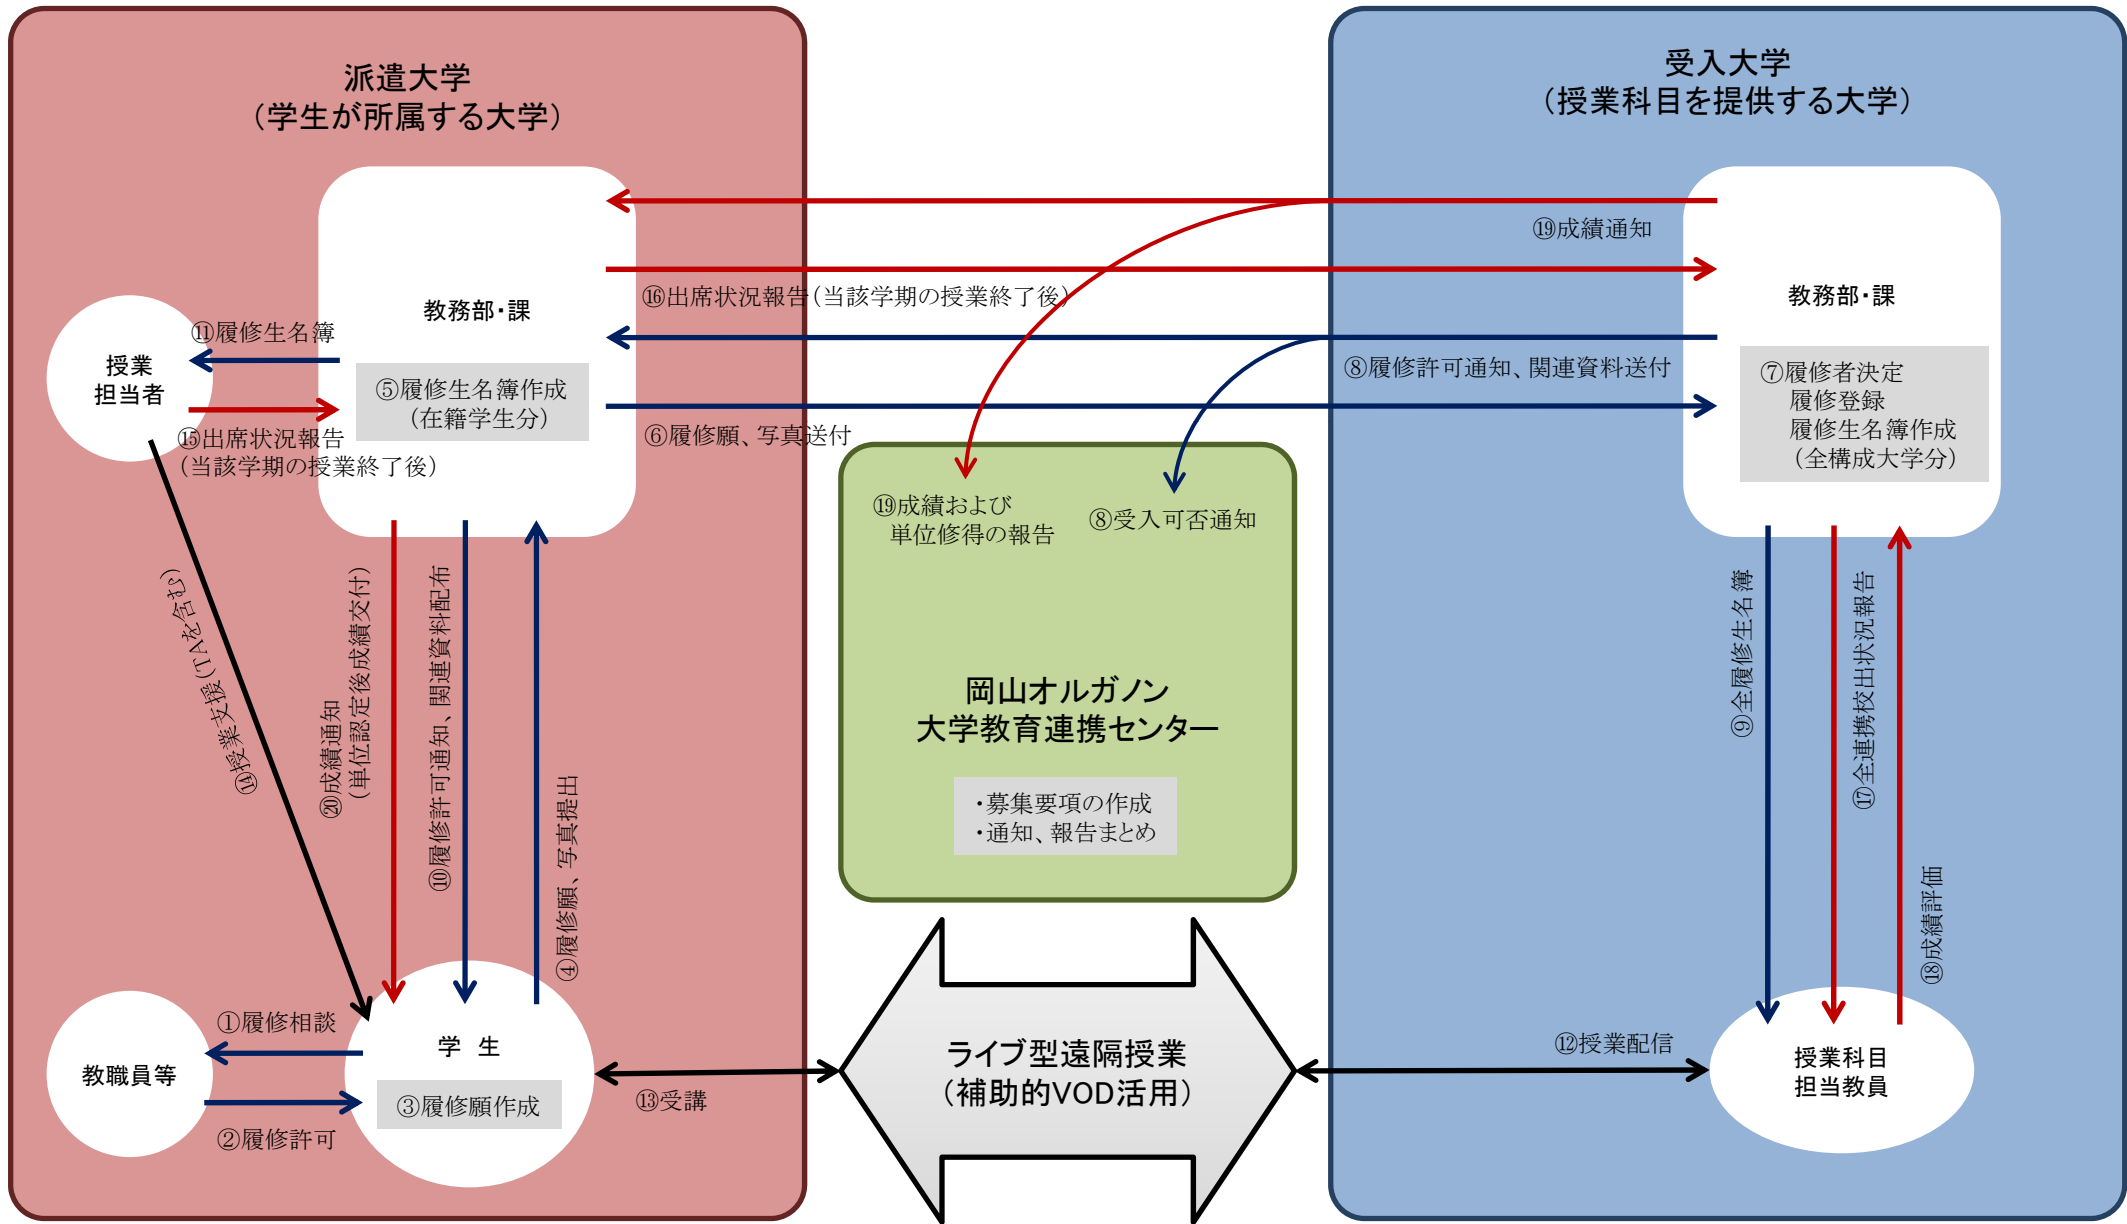 派遣大学
（学生が所属する大学）
受入大学
（授業科目を提供する大学）
⑲成績通知
⑯出席状況報告（当該学期の授業終了後）
教務部・課
教務部・課
⑪履修生名簿
授業
担当者
⑤履修生名簿作成
（在籍学生分）
⑧履修許可通知、関連資料送付
⑦履修者決定
履修登録
履修生名簿作成
（全構成大学分）
⑮出席状況報告
（当該学期の授業終了後）
⑥履修願、写真送付
⑲成績および
単位修得の報告
⑧受入可否通知
⑭授業支援（TAを含む）
⑳成績通知
（単位認定後成績交付）
⑩履修許可通知、関連資料配布
④履修願、写真提出
岡山オルガノン
大学教育連携センター
・募集要項の作成
・通知、報告まとめ
⑨全履修生名簿
⑰全連携校出状況報告
⑱成績評価
①履修相談
教職員等
②履修許可
学 生
③履修願作成
⑬受講
ライブ型遠隔授業
（補助的VOD活用）
⑫授業配信
授業科目
担当教員